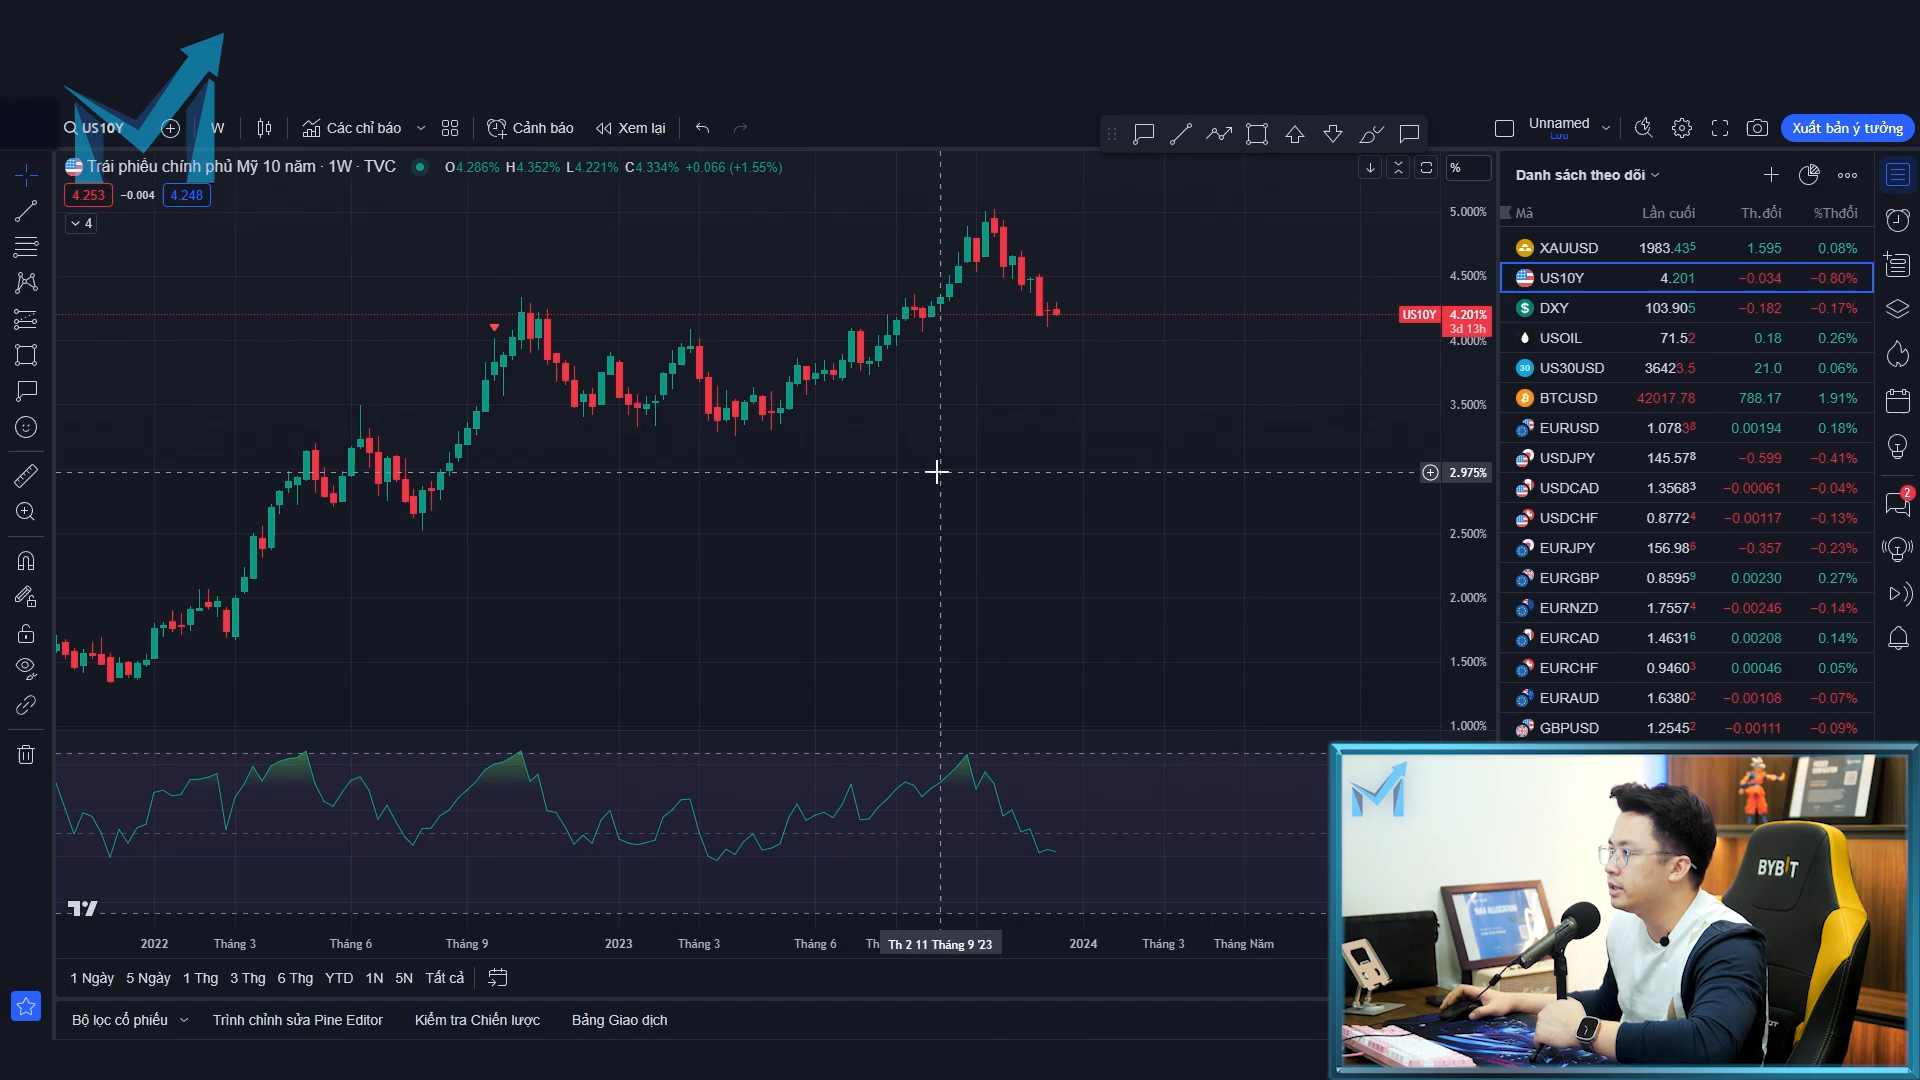 US10Y
W
Các chỉ báo
Cảnh báo
Xem lại
Unnamed
Lưu
Xuất bản ý tưởng
Trái phiếu chính phủ Mỹ 10 năm · 1W · TVC
O4.286% H4.352% L4.221% C4.334% +0.066 (+1.55%)
4.253 −0.004 4.248
4
%
5.000%
4.500%
US10Y 4.201%
3d 13h
4.000%
3.500%
2.975%
2.500%
2.000%
1.500%
1.000%
2022 Tháng 3 Tháng 6 Tháng 9 2023 Tháng 3 Tháng 6 Th Th 2 11 Tháng 9 '23 2024 Tháng 3 Tháng Năm
1 Ngày 5 Ngày 1 Thg 3 Thg 6 Thg YTD 1N 5N Tất cả
Bộ lọc cổ phiếu Trình chỉnh sửa Pine Editor Kiểm tra Chiến lược Bảng Giao dịch
Danh sách theo dõi
Mã Lần cuối Th.đổi %Thđổi
XAUUSD 1983.435 1.595 0.08%
US10Y 4.201 −0.034 −0.80%
DXY 103.905 −0.182 −0.17%
USOIL 71.52 0.18 0.26%
30 US30USD 36423.5 21.0 0.06%
BTCUSD 42017.78 788.17 1.91%
EURUSD 1.07838 0.00194 0.18%
USDJPY 145.578 −0.599 −0.41%
USDCAD 1.35683 −0.00061 −0.04%
USDCHF 0.87724 −0.00117 −0.13%
EURJPY 156.986 −0.357 −0.23%
EURGBP 0.85959 0.00230 0.27%
EURNZD 1.75574 −0.00246 −0.14%
EURCAD 1.46316 0.00208 0.14%
EURCHF 0.94603 0.00046 0.05%
EURAUD 1.63802 −0.00108 −0.07%
GBPUSD 1.25452 −0.00111 −0.09%
2
BYBIT
MAX ALLOCATION